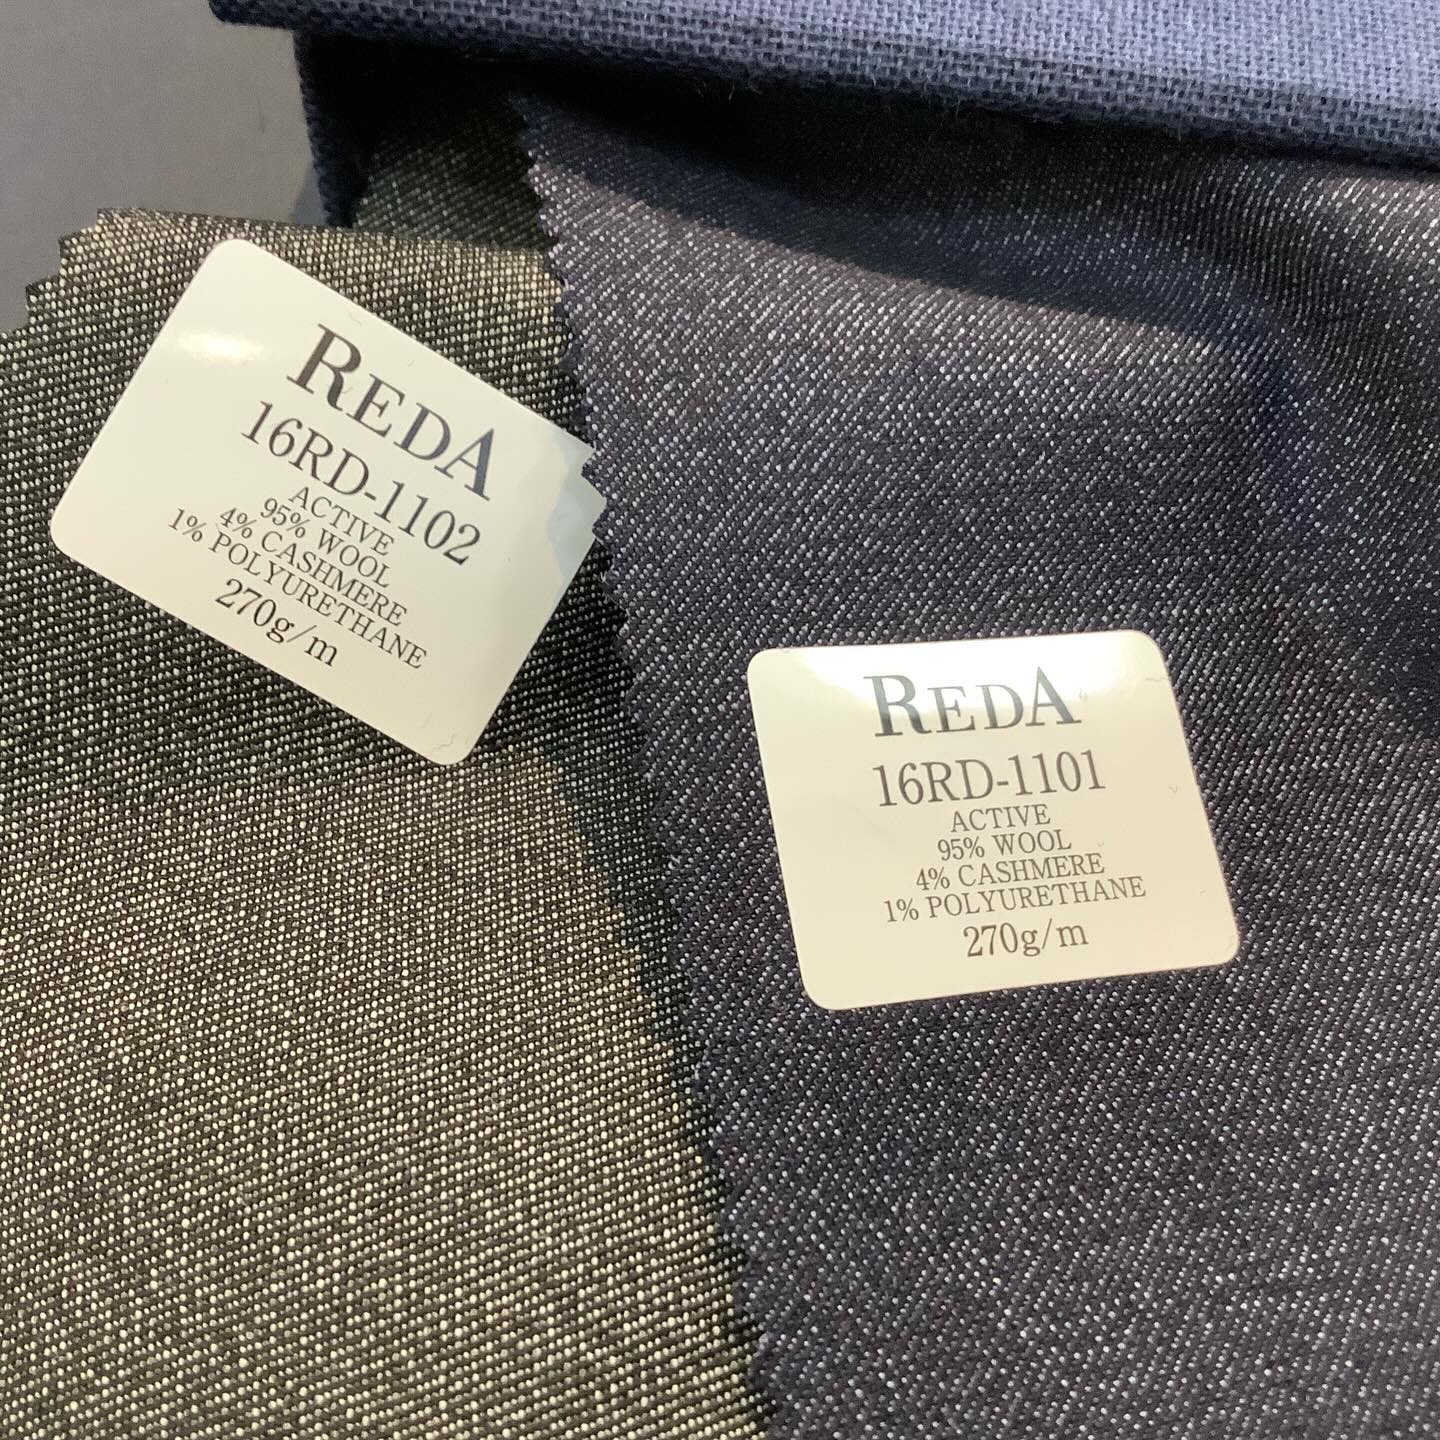 REDA
16RD-1102
ACTIVE
95% WOOL
4% CASHMERE
1% POLYURETHANE
270g/m
REDA
16RD-1101
ACTIVE
95% WOOL
4% CASHMERE
1% POLYURETHANE
270g/m